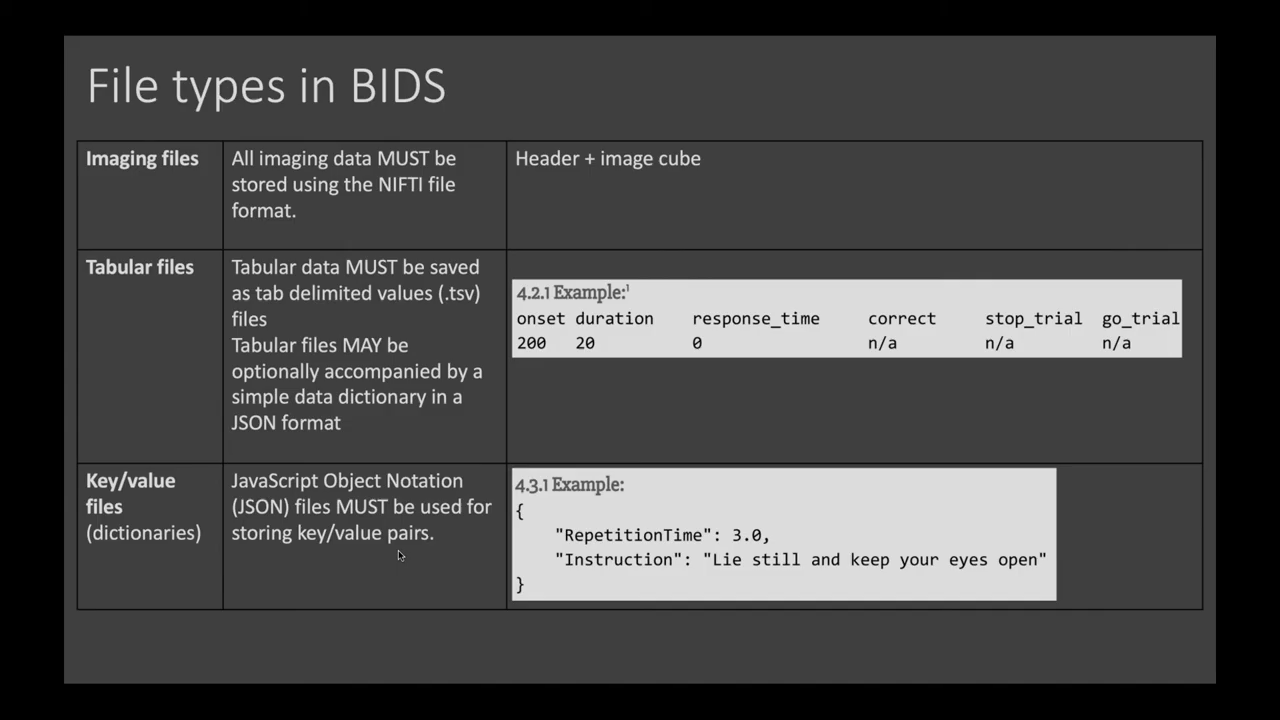 File types in BIDS
Imaging files
All imaging data MUST be
stored using the NIFTI file
format.
Header + image cube
Tabular files
Tabular data MUST be saved
as tab delimited values (.tsv)
files
Tabular files MAY be
optionally accompanied by a
simple data dictionary in a
JSON format
4.2.1 Example:¹
onset duration response_time correct stop_trial go_trial
200 20 0 n/a n/a n/a
Key/value
files
(dictionaries)
JavaScript Object Notation
(JSON) files MUST be used for
storing key/value pairs.
4.3.1 Example:
{
"RepetitionTime": 3.0,
"Instruction": "Lie still and keep your eyes open"
}